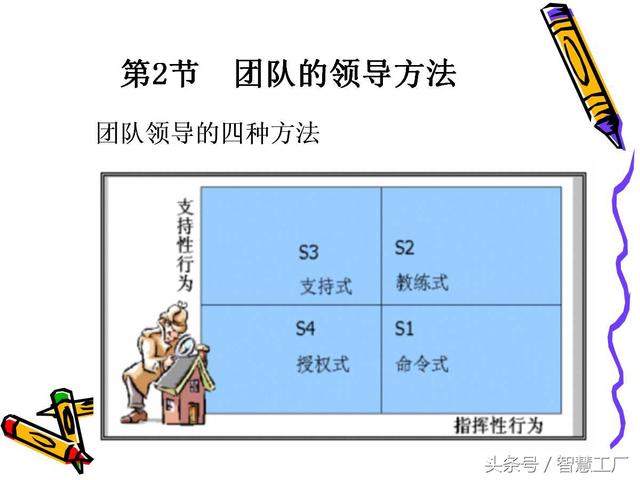 第2节 团队的领导方法
团队领导的四种方法
支持性行为
S3
支持式
S2
教练式
S4
授权式
S1
命令式
指挥性行为
头条号 / 智慧工厂